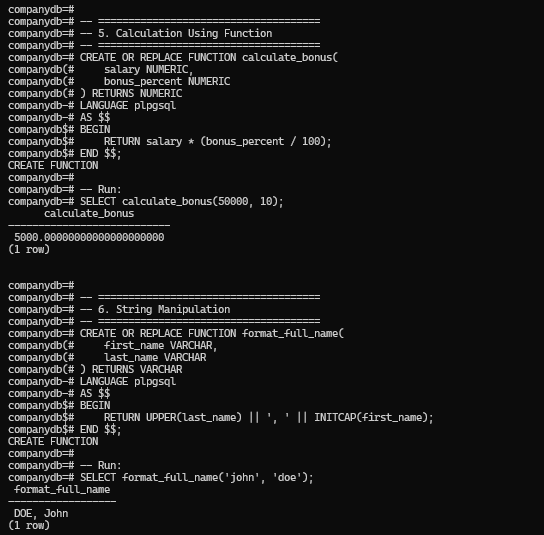 companydb=#
companydb=# -- =====================================
companydb=# -- 5. Calculation Using Function
companydb=# -- =====================================
companydb=# CREATE OR REPLACE FUNCTION calculate_bonus(
companydb(#     salary NUMERIC,
companydb(#     bonus_percent NUMERIC
companydb(# ) RETURNS NUMERIC
companydb-# LANGUAGE plpgsql
companydb-# AS $$
companydb$# BEGIN
companydb$#     RETURN salary * (bonus_percent / 100);
companydb$# END $$;
CREATE FUNCTION
companydb=#
companydb=# -- Run:
companydb=# SELECT calculate_bonus(50000, 10);
      calculate_bonus
---------------------------
 5000.00000000000000000000
(1 row)
companydb=#
companydb=# -- =====================================
companydb=# -- 6. String Manipulation
companydb=# -- =====================================
companydb=# CREATE OR REPLACE FUNCTION format_full_name(
companydb(#     first_name VARCHAR,
companydb(#     last_name VARCHAR
companydb(# ) RETURNS VARCHAR
companydb-# LANGUAGE plpgsql
companydb-# AS $$
companydb$# BEGIN
companydb$#     RETURN UPPER(last_name) || ', ' || INITCAP(first_name);
companydb$# END $$;
CREATE FUNCTION
companydb=#
companydb=# -- Run:
companydb=# SELECT format_full_name('john', 'doe');
 format_full_name
------------------
 DOE, John
(1 row)